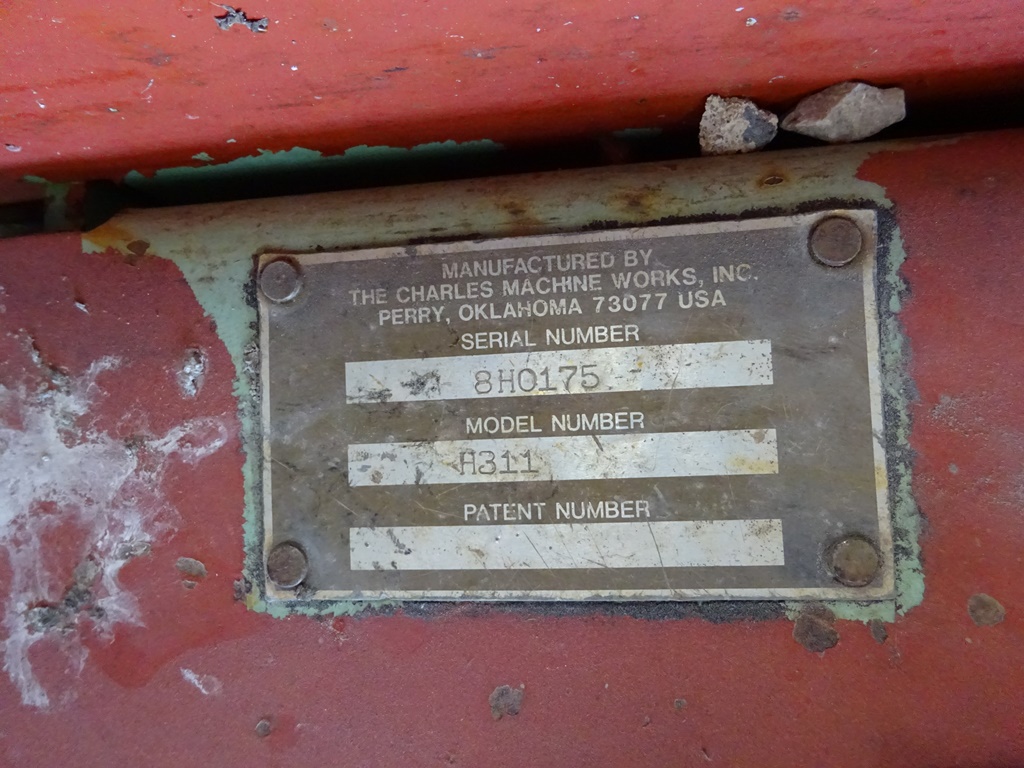 MANUFACTURED BY
THE CHARLES MACHINE WORKS, INC.
PERRY, OKLAHOMA 73077 USA
SERIAL NUMBER
8H0175
MODEL NUMBER
A311
PATENT NUMBER